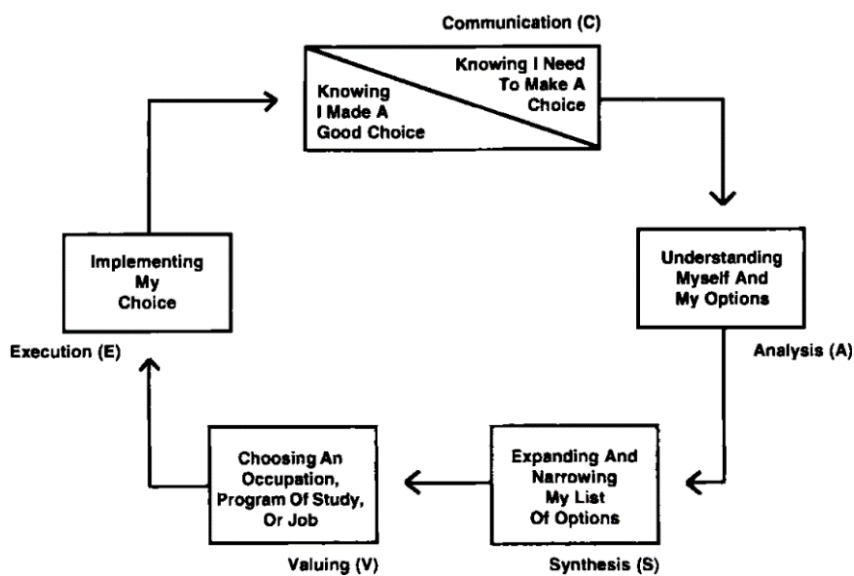 Communication (C)
Knowing I Need
To Make A
Choice
Knowing
I Made A
Good Choice
Understanding
Myself And
My Options
Analysis (A)
Expanding And
Narrowing
My List
Of Options
Synthesis (S)
Choosing An
Occupation,
Program Of Study,
Or Job
Valuing (V)
Implementing
My
Choice
Execution (E)